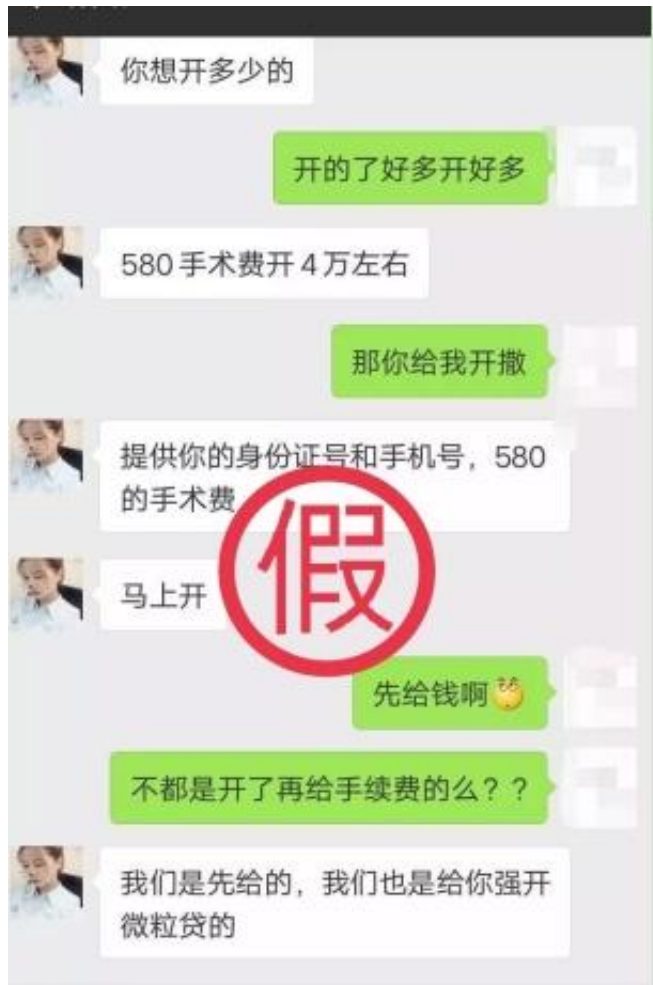 你想开多少的
开的了好多开好多
580手术费开4万左右
那你给我开撒
提供你的身份证号和手机号，580
的手术费
假
马上开
先给钱啊
不都是开了再给手续费的么？？
我们是先给的，我们也是给你强开
微粒贷的